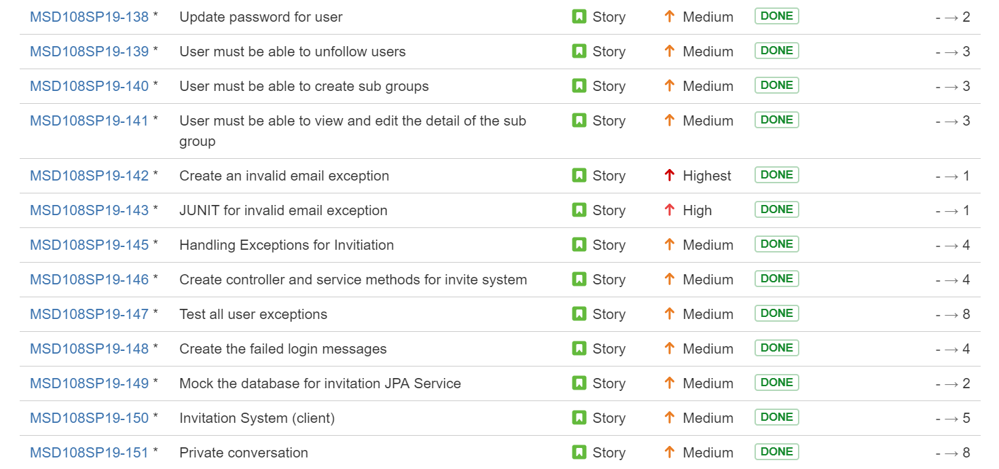 MSD108SP19-138 * Update password for user Story Medium DONE - → 2
MSD108SP19-139 * User must be able to unfollow users Story Medium DONE - → 3
MSD108SP19-140 * User must be able to create sub groups Story Medium DONE - → 3
MSD108SP19-141 * User must be able to view and edit the detail of the sub Story Medium DONE - → 3
group
MSD108SP19-142 * Create an invalid email exception Story Highest DONE - → 1
MSD108SP19-143 * JUNIT for invalid email exception Story High DONE - → 1
MSD108SP19-145 * Handling Exceptions for Invitiation Story Medium DONE - → 4
MSD108SP19-146 * Create controller and service methods for invite system Story Medium DONE - → 4
MSD108SP19-147 * Test all user exceptions Story Medium DONE - → 8
MSD108SP19-148 * Create the failed login messages Story Medium DONE - → 4
MSD108SP19-149 * Mock the database for invitation JPA Service Story Medium DONE - → 2
MSD108SP19-150 * Invitation System (client) Story Medium DONE - → 5
MSD108SP19-151 * Private conversation Story Medium DONE - → 8